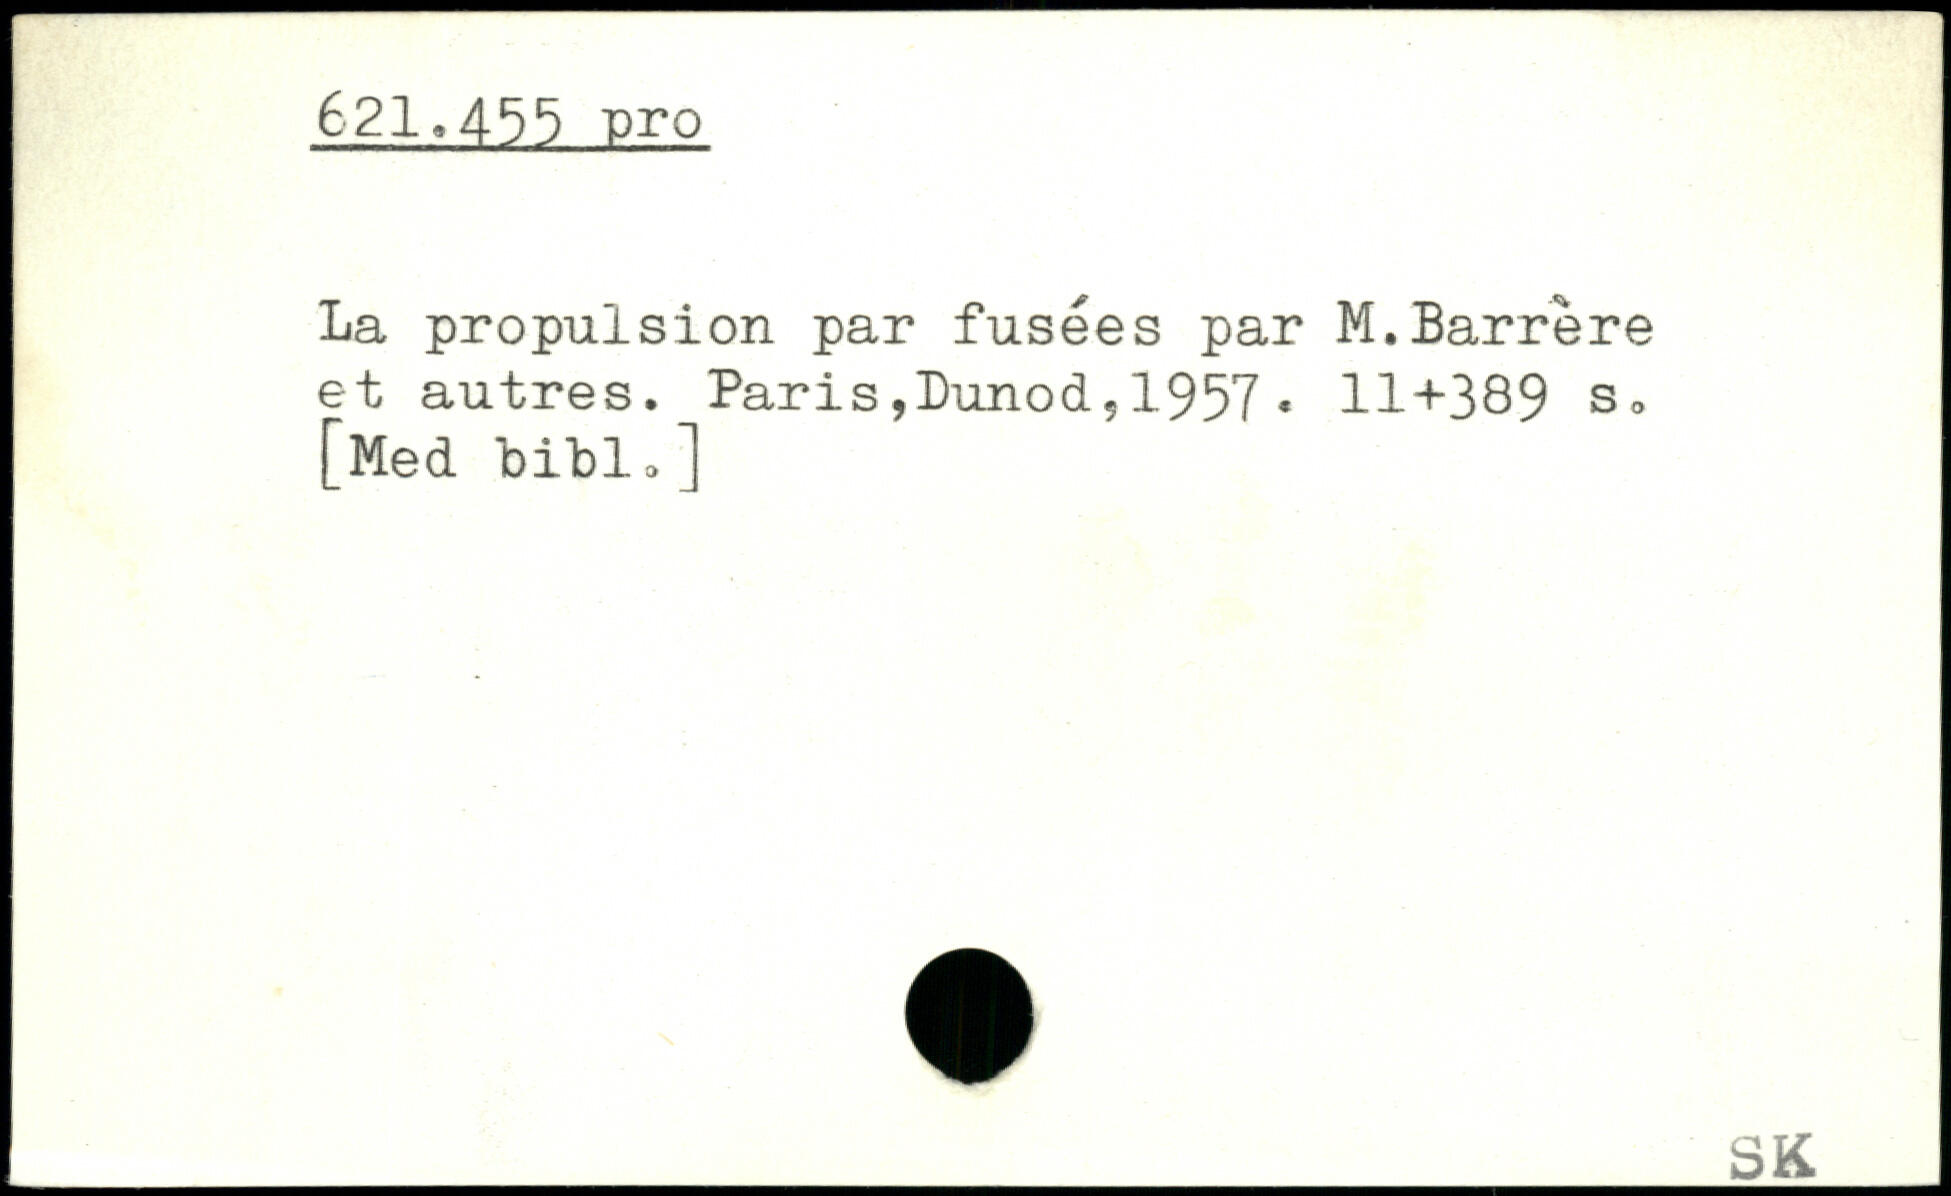 621.455 pro
La propulsion par fusées par M.Barrère
et autres. Paris,Dunod,1957. 11+389 s.
[Med bibl.]
SK